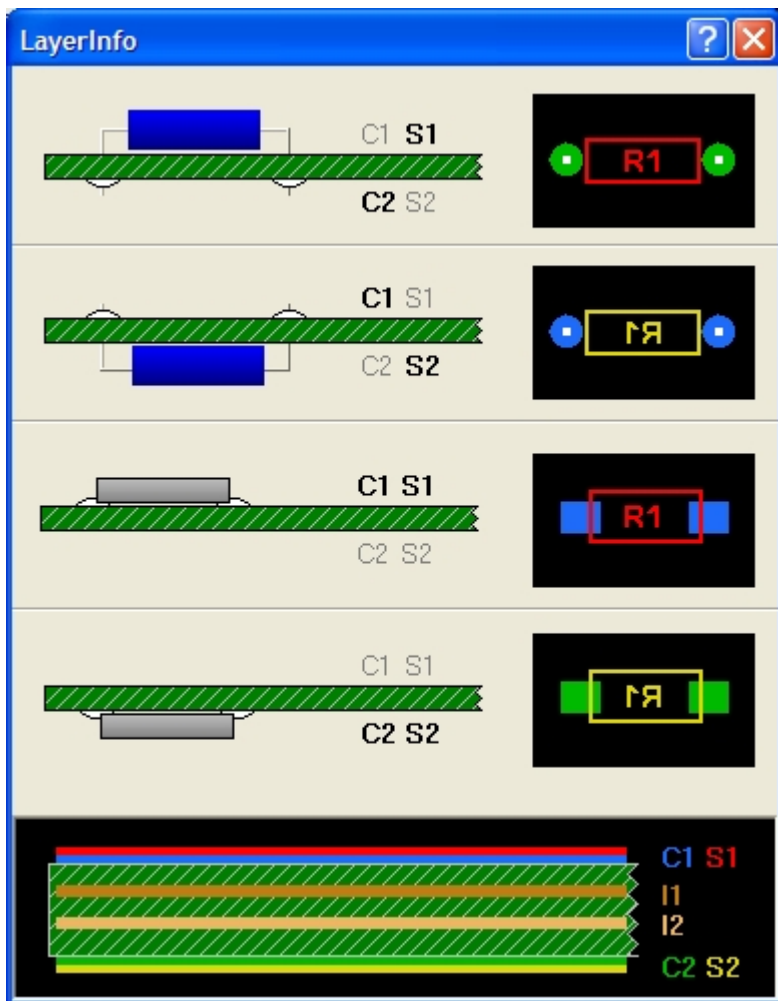 LayerInfo ?
C1 S1
R1
C2 S2
C1 S1
R1
C2 S2
C1 S1
R1
C2 S2
C1 S1
R1
C2 S2
C1 S1
I1
I2
C2 S2